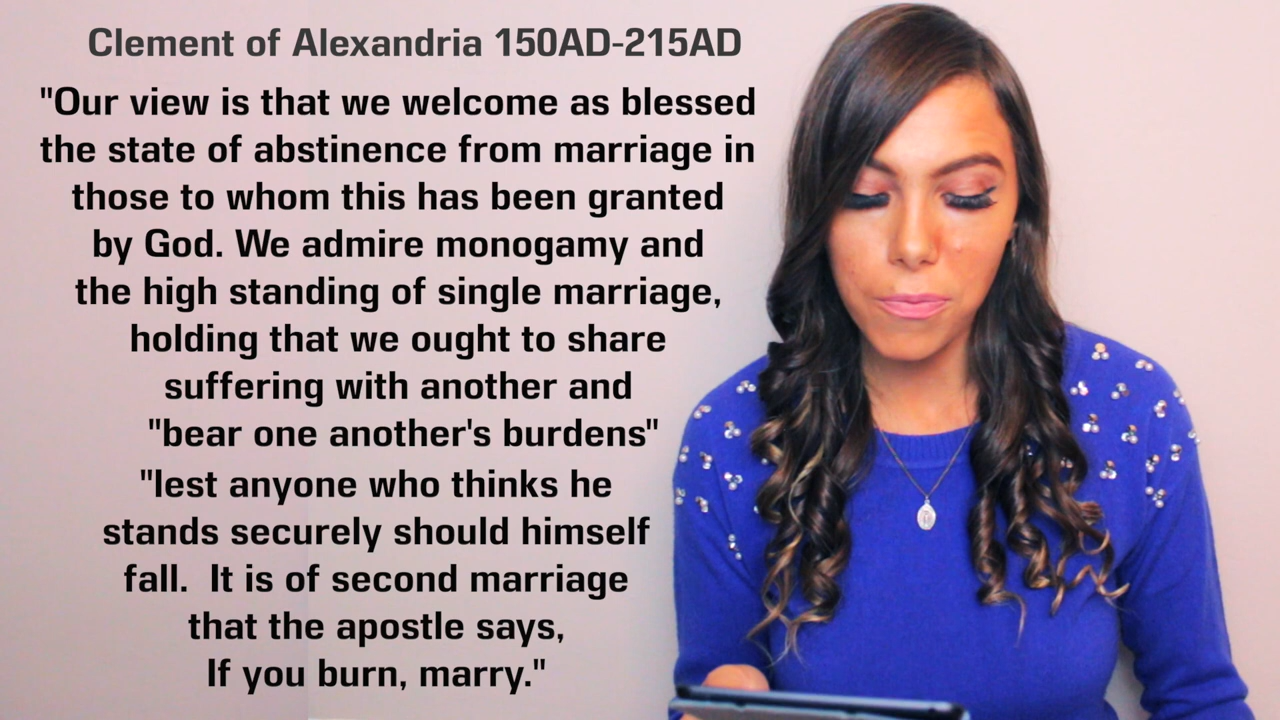 Clement of Alexandria 150AD-215AD
"Our view is that we welcome as blessed
the state of abstinence from marriage in
those to whom this has been granted
by God. We admire monogamy and
the high standing of single marriage,
holding that we ought to share
suffering with another and
"bear one another's burdens"
"lest anyone who thinks he
stands securely should himself
fall.  It is of second marriage
that the apostle says,
If you burn, marry."